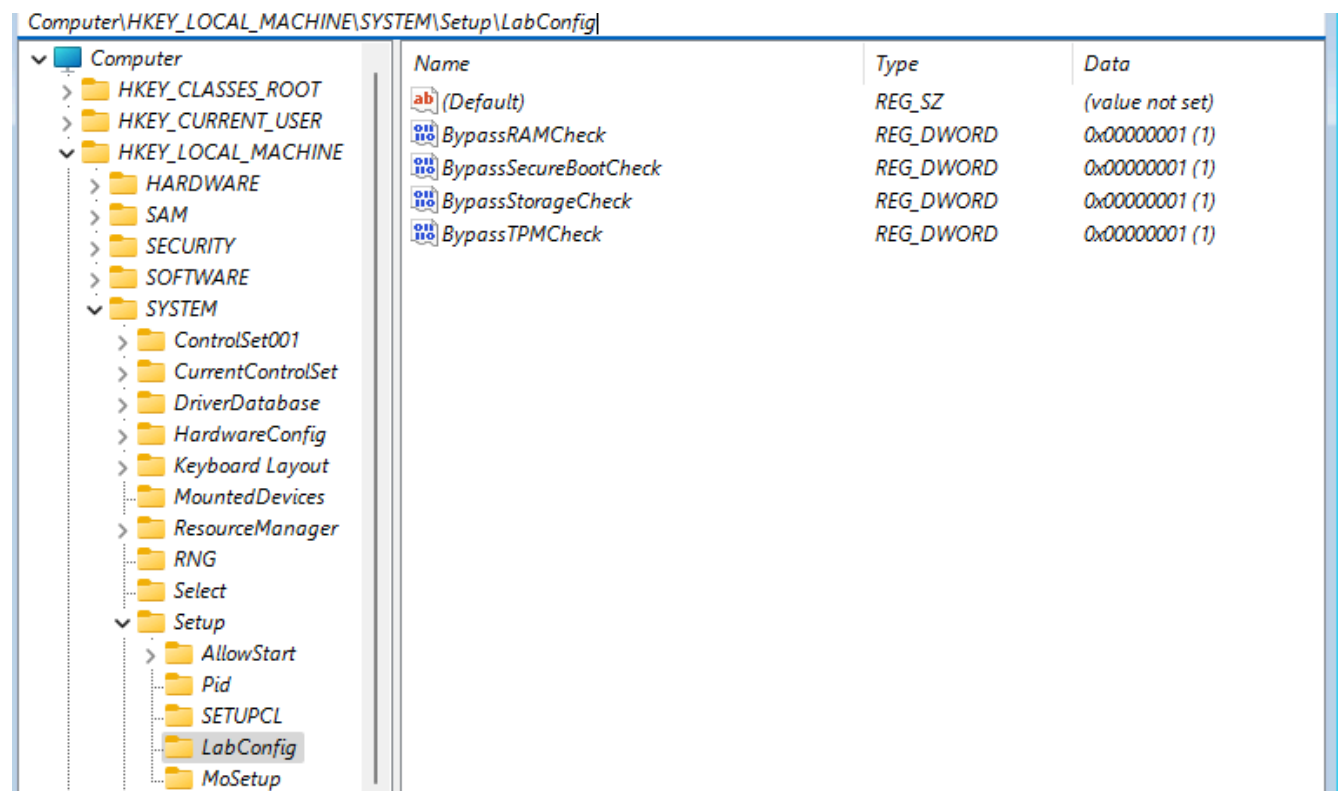 Computer\HKEY_LOCAL_MACHINE\SYSTEM\Setup\LabConfig
Computer
HKEY_CLASSES_ROOT
HKEY_CURRENT_USER
HKEY_LOCAL_MACHINE
HARDWARE
SAM
SECURITY
SOFTWARE
SYSTEM
ControlSet001
CurrentControlSet
DriverDatabase
HardwareConfig
Keyboard Layout
MountedDevices
ResourceManager
RNG
Select
Setup
AllowStart
Pid
SETUPCL
LabConfig
MoSetup
Name Type Data
(Default) REG_SZ (value not set)
BypassRAMCheck REG_DWORD 0x00000001 (1)
BypassSecureBootCheck REG_DWORD 0x00000001 (1)
BypassStorageCheck REG_DWORD 0x00000001 (1)
BypassTPMCheck REG_DWORD 0x00000001 (1)